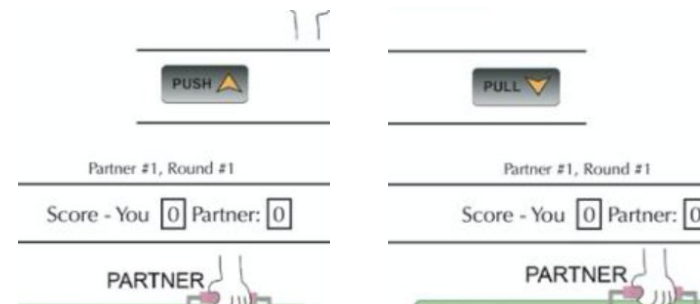 PUSH
Partner #1, Round #1
Score - You 0 Partner: 0
PARTNER
PULL
Partner #1, Round #1
Score - You 0 Partner: 0
PARTNER